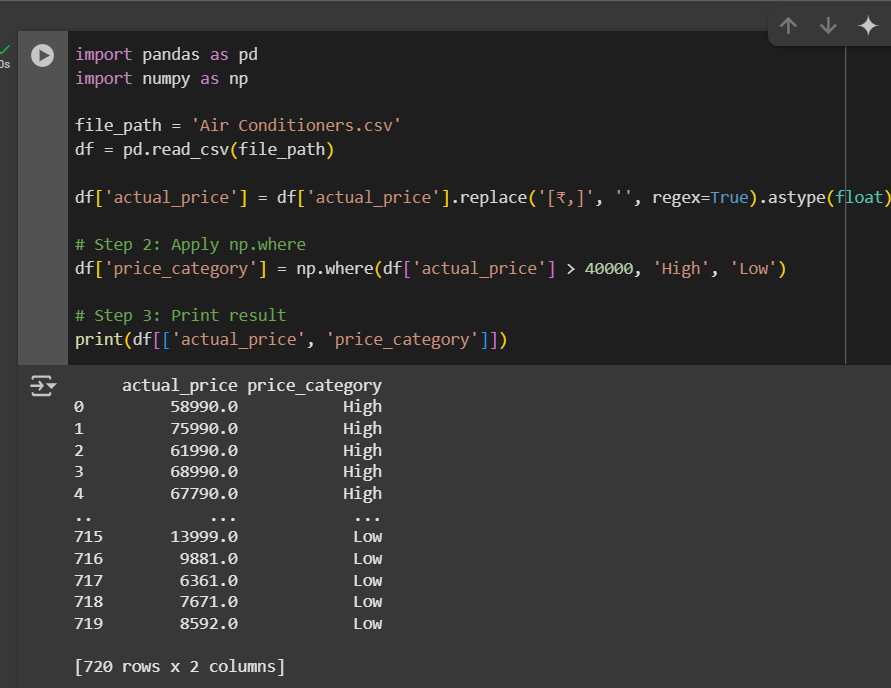 0s
import pandas as pd
import numpy as np
file_path = 'Air Conditioners.csv'
df = pd.read_csv(file_path)
df['actual_price'] = df['actual_price'].replace('[₹,]', '', regex=True).astype(float)
# Step 2: Apply np.where
df['price_category'] = np.where(df['actual_price'] > 40000, 'High', 'Low')
# Step 3: Print result
print(df[['actual_price', 'price_category']])
actual_price price_category
0 58990.0 High
1 75990.0 High
2 61990.0 High
3 68990.0 High
4 67790.0 High
.. ... ...
715 13999.0 Low
716 9881.0 Low
717 6361.0 Low
718 7671.0 Low
719 8592.0 Low
[720 rows x 2 columns]